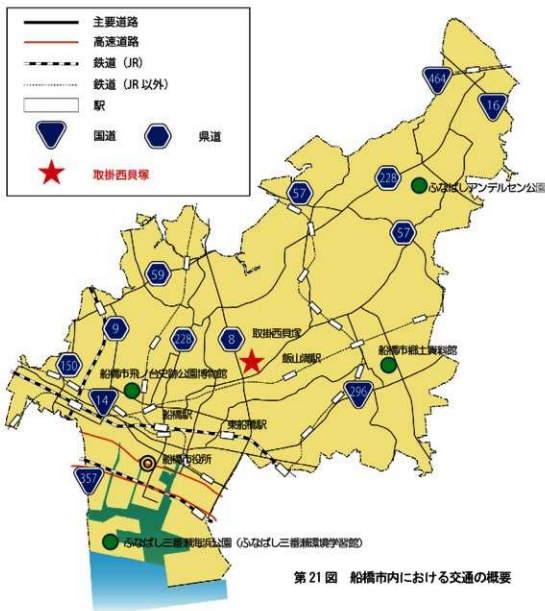 主要道路
高速道路
鉄道（JR）
鉄道（JR以外）
駅
国道
県道
取掛西貝塚
464
16
228
57
ふなばしアンデルセン公園
57
59
9
228
8
取掛西貝塚
飯山満駅
船橋市郷土資料館
150
船橋市飛ノ台史跡公園博物館
14
296
船橋駅
東船橋駅
船橋市役所
357
ふなばし三番瀬海浜公園（ふなばし三番瀬環境学習館）
第21図　船橋市内における交通の概要